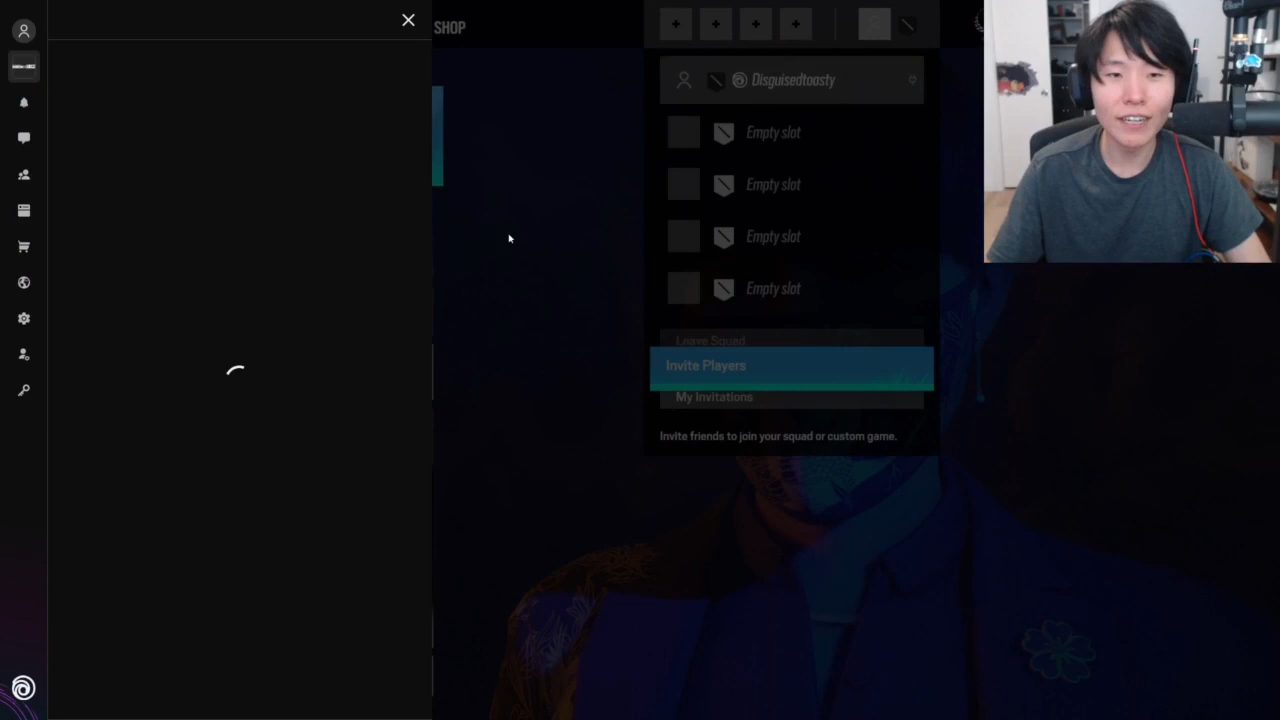 SHOP
Disguisedtoasty
Empty slot
Empty slot
Empty slot
Empty slot
Leave Squad
Invite Players
My Invitations
Invite friends to join your squad or custom game.